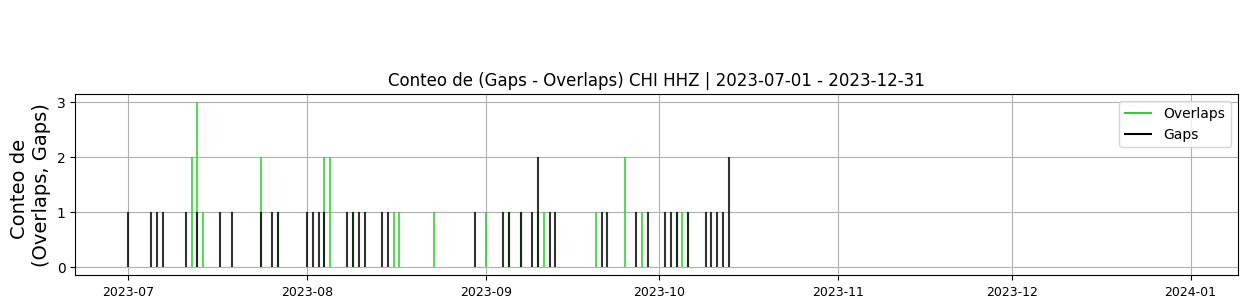 Conteo de (Gaps - Overlaps) CHI HHZ | 2023-07-01 - 2023-12-31
Conteo de
(Overlaps, Gaps)
3
2
1
0
Overlaps
Gaps
2023-07
2023-08
2023-09
2023-10
2023-11
2023-12
2024-01